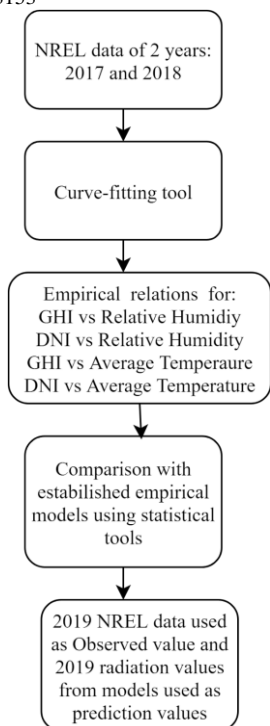 NREL data of 2 years:
2017 and 2018
Curve-fitting tool
Empirical relations for:
GHI vs Relative Humidiy
DNI vs Relative Humidity
GHI vs Average Temperaure
DNI vs Average Temperature
Comparison with
estabilished empirical
models using statistical
tools
2019 NREL data used
as Observed value and
2019 radiation values
from models used as
prediction values